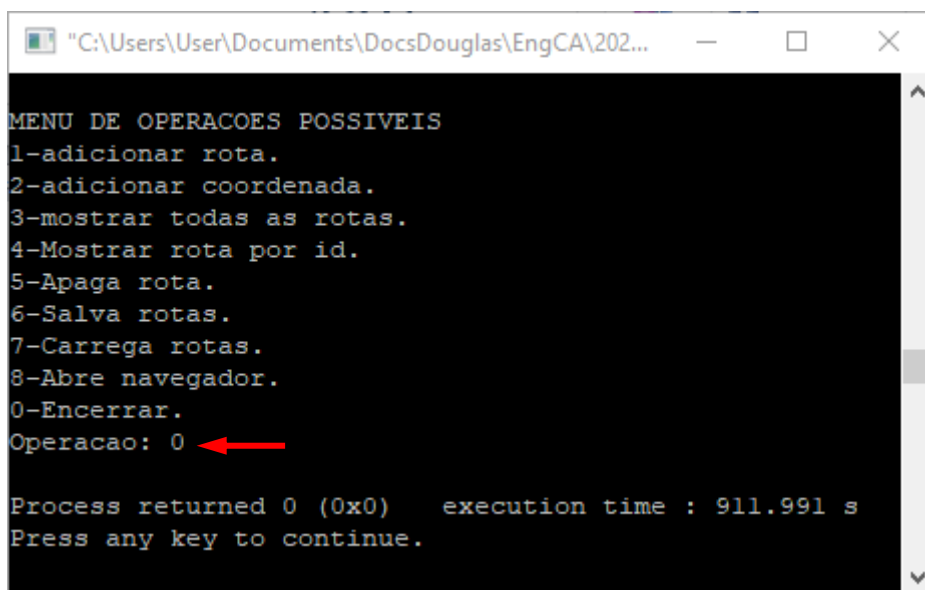 "C:\Users\User\Documents\DocsDouglas\EngCA\202...
MENU DE OPERACOES POSSIVEIS
1-adicionar rota.
2-adicionar coordenada.
3-mostrar todas as rotas.
4-Mostrar rota por id.
5-Apaga rota.
6-Salva rotas.
7-Carrega rotas.
8-Abre navegador.
0-Encerrar.
Operacao: 0
Process returned 0 (0x0)   execution time : 911.991 s
Press any key to continue.